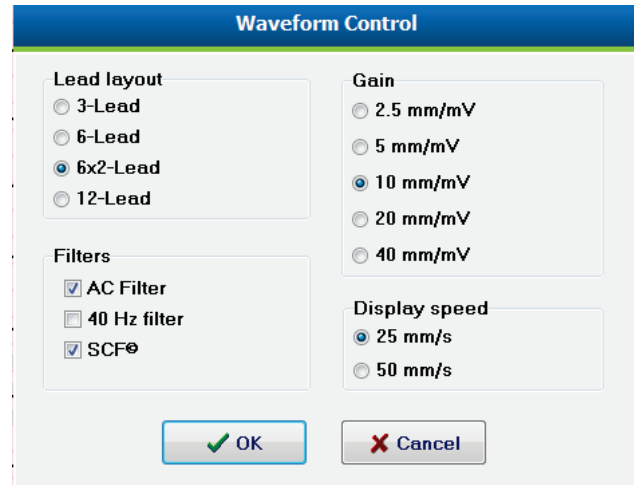 Waveform Control
Lead layout
3-Lead
6-Lead
6x2-Lead
12-Lead
Filters
AC Filter
40 Hz filter
SCF©
Gain
2.5 mm/mV
5 mm/mV
10 mm/mV
20 mm/mV
40 mm/mV
Display speed
25 mm/s
50 mm/s
OK
Cancel